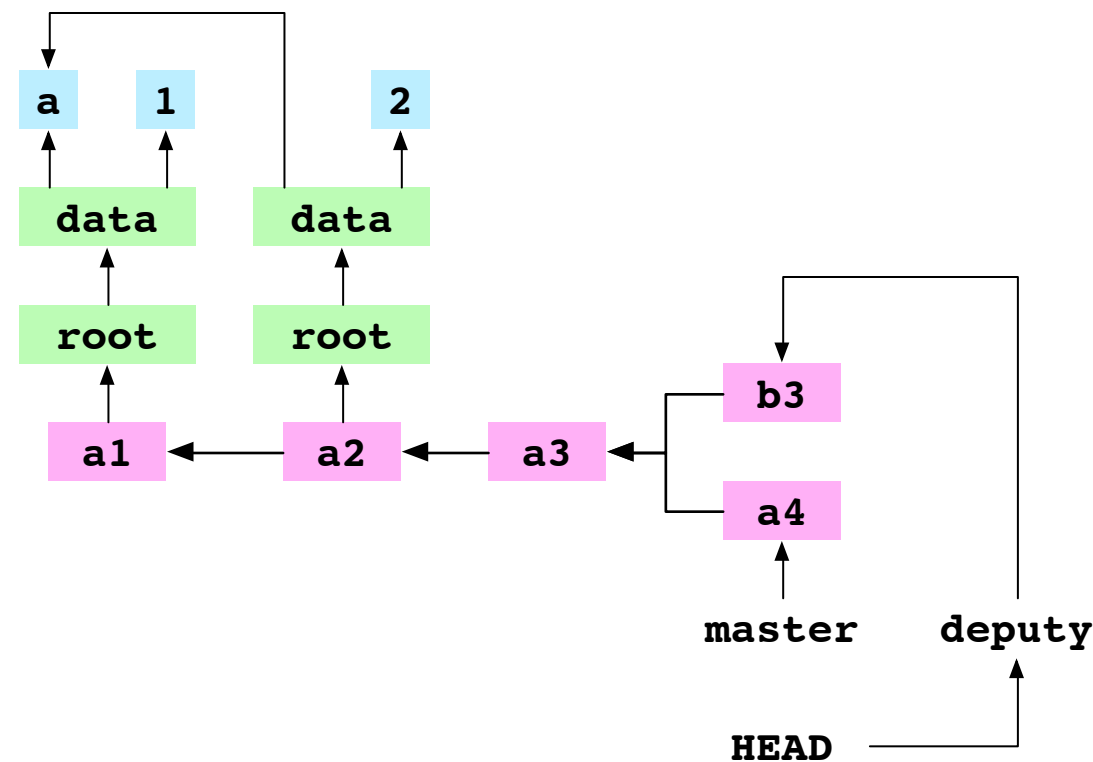 a 1 2
data data
root root
b3
a1 a2 a3
a4
master deputy
HEAD